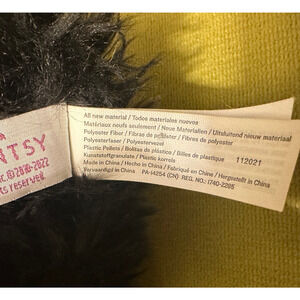 NTSY
©2010-2022
ts reserved.
All new material / Todos materiales nuevos
Matériaux neufs seulement / Neue Materialien / Uitsluitend nieuw materiaal
Polyester Fiber / Fibras de poliéster / Fibres de polyester
Polyesterfaser / Polyestervezel
Plastic Pellets / Bolitas de plástico / Billes de plastique
Kunststoffgranulate / Plastic korrels
112021
Made in China / Hecho in China / Fabriqué en Chine / Hergestellt in China
Vervaardigd in China PA-14254 (CN) REG. NO.: 1740-2205